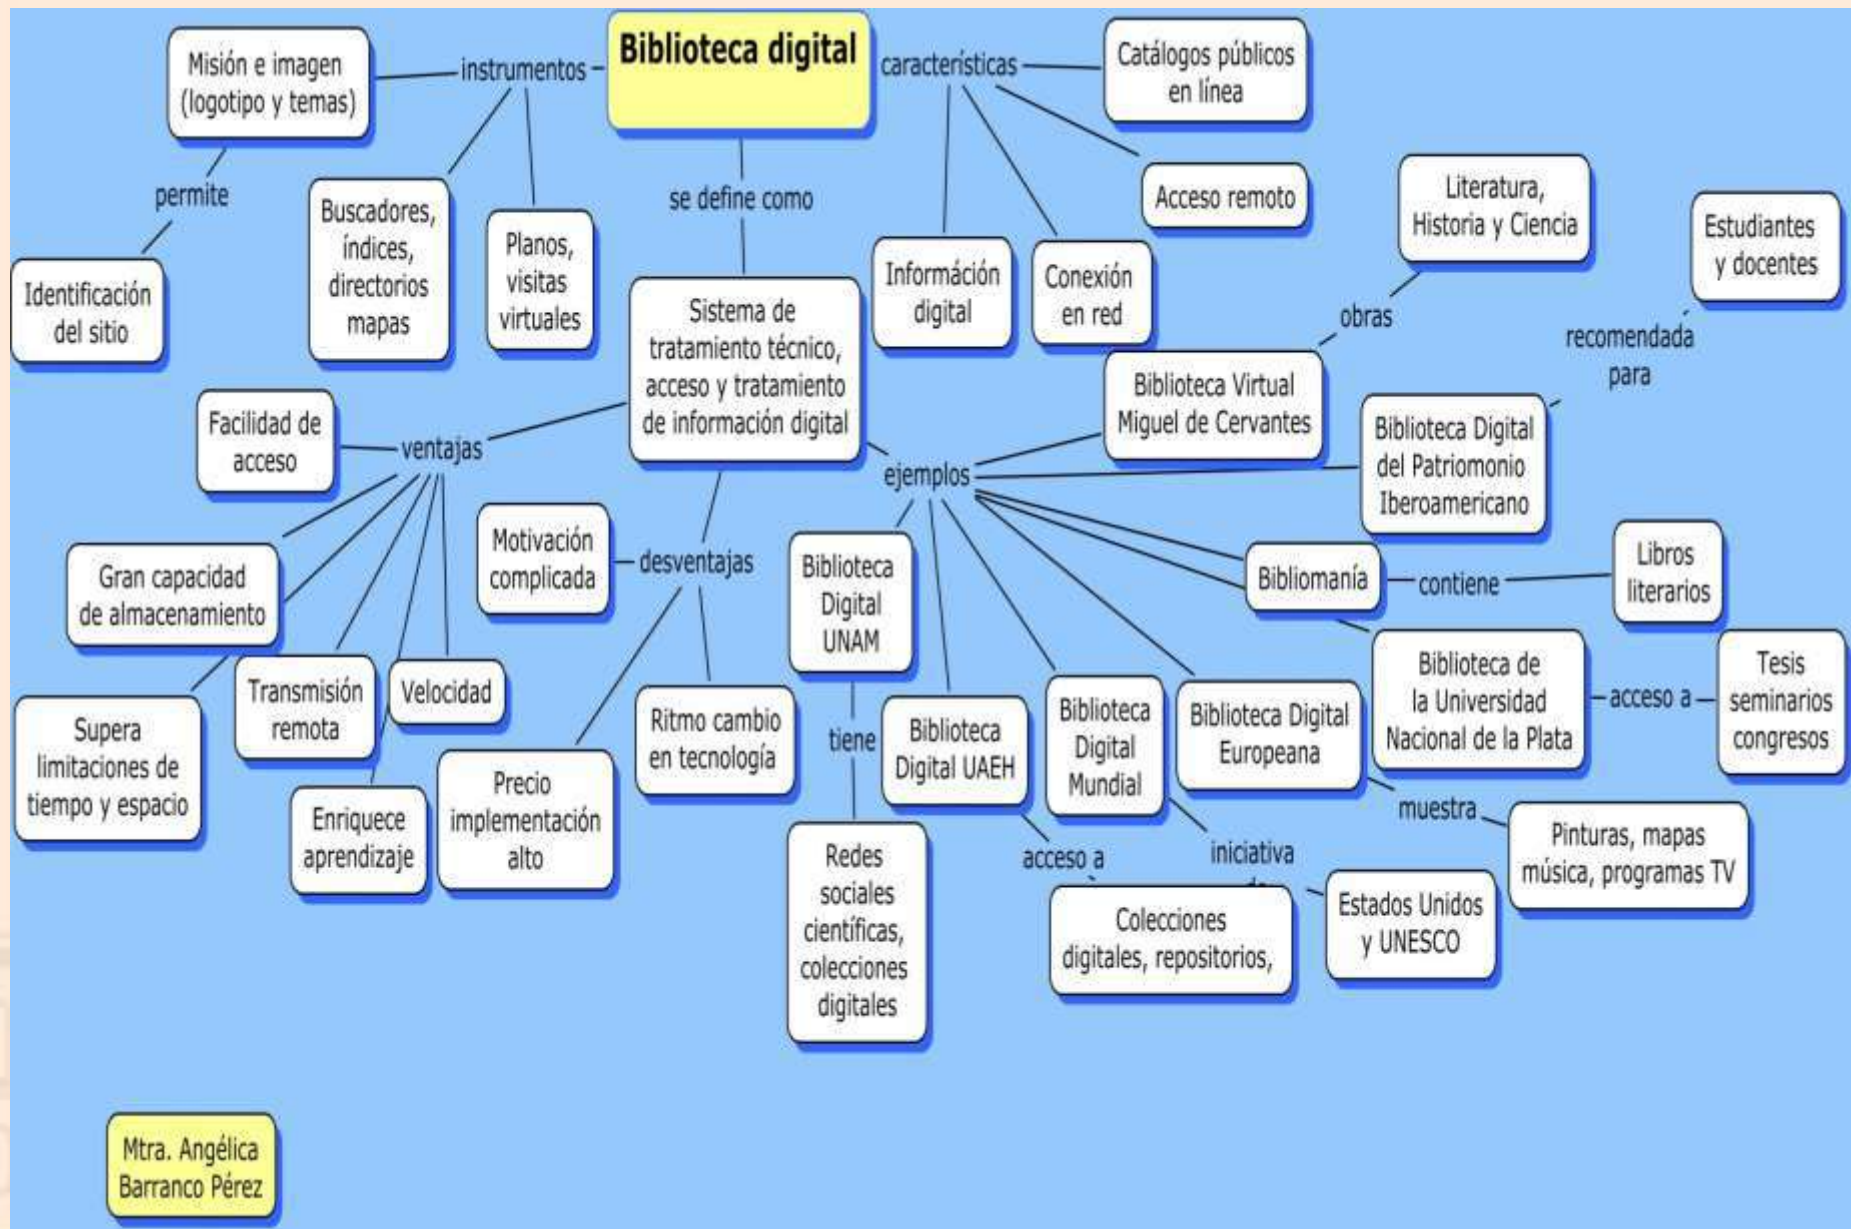 Biblioteca digital
instrumentos
Misión e imagen
(logotipo y temas)
permite
Identificación
del sitio
Buscadores,
índices,
directorios
mapas
Planos,
visitas
virtuales
características
Catálogos públicos
en línea
Acceso remoto
Információn
digital
Conexión
en red
se define como
Sistema de
tratamiento técnico,
acceso y tratamiento
de información digital
ventajas
Facilidad de
acceso
Gran capacidad
de almacenamiento
Supera
limitaciones de
tiempo y espacio
Transmisión
remota
Enriquece
aprendizaje
Velocidad
desventajas
Motivación
complicada
Precio
implementación
alto
Ritmo cambio
en tecnología
ejemplos
Biblioteca Virtual
Miguel de Cervantes
obras
Literatura,
Historia y Ciencia
Biblioteca Digital
del Patriomonio
Iberoamericano
recomendada
para
Estudiantes
y docentes
Bibliomanía
contiene
Libros
literarios
Biblioteca de
la Universidad
Nacional de la Plata
acceso a
Tesis
seminarios
congresos
Biblioteca Digital
Europeana
muestra
Pinturas, mapas
música, programas TV
Biblioteca
Digital
Mundial
iniciativa
Estados Unidos
y UNESCO
Biblioteca
Digital UAEH
acceso a
Colecciones
digitales, repositorios,
Biblioteca
Digital
UNAM
tiene
Redes
sociales
científicas,
colecciones
digitales
Mtra. Angélica
Barranco Pérez